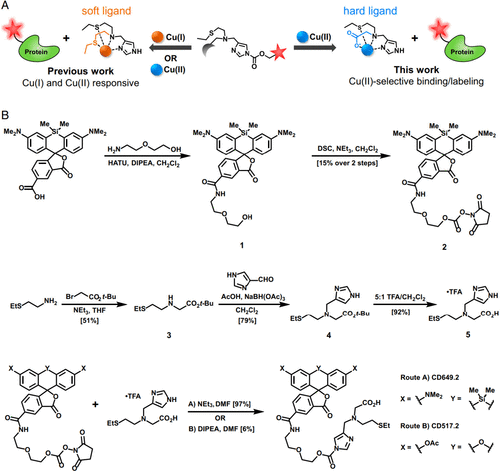 A
soft ligand
hard ligand
Cu(I)
OR
Cu(II)
Cu(II)
Protein
Protein
Previous work
Cu(I) and Cu(II) responsive
This work
Cu(II)-selective binding/labeling
B
Me Me
Me₂N Si NMe₂
H₂N O OH
HATU, DIPEA, CH₂Cl₂
DSC, NEt₃, CH₂Cl₂
[15% over 2 steps]
1
2
Br CO₂t-Bu
NEt₃, THF
[51%]
3
AcOH, NaBH(OAc)₃
CH₂Cl₂
[79%]
4
5:1 TFA/CH₂Cl₂
[92%]
•TFA
5
•TFA
A) NEt₃, DMF [97%]
OR
B) DIPEA, DMF [6%]
Route A) CD649.2
X = NMe₂ Y = Me Me Si
Route B) CD517.2
X = OAc Y = O